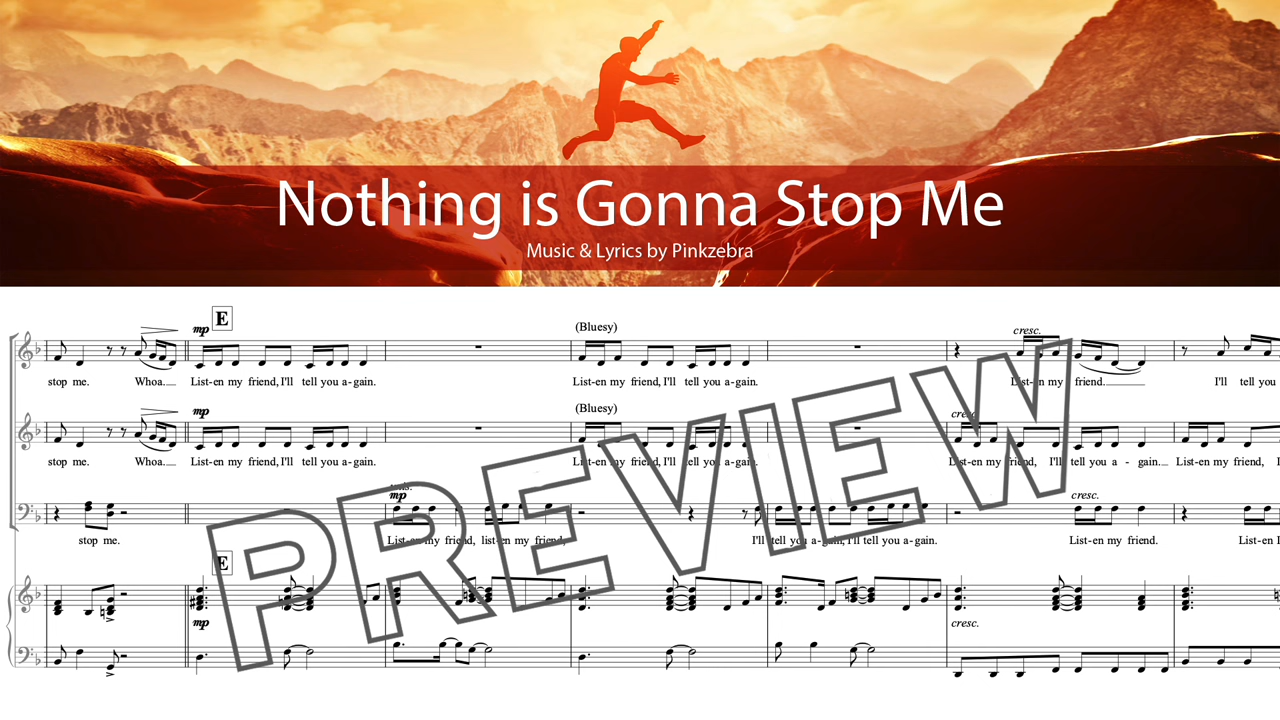 Nothing is Gonna Stop Me
Music & Lyrics by Pinkzebra
E
mp
(Bluesy)
cresc.
stop me. Whoa. List-en my friend, I'll tell you a-gain. List-en my friend, I'll tell you a-gain. List-en my friend. I'll tell you
mp
(Bluesy)
cresc.
stop me. Whoa. List-en my friend, I'll tell you a-gain. List-en my friend, I'll tell you a-gain. List-en my friend, I'll tell you a - gain. List-en my friend, I
unis.
mp
cresc.
stop me. List-en my friend, list-en my friend, I'll tell you a-gain, I'll tell you a-gain. List-en my friend. List-en I
E
mp
cresc.
PREVIEW